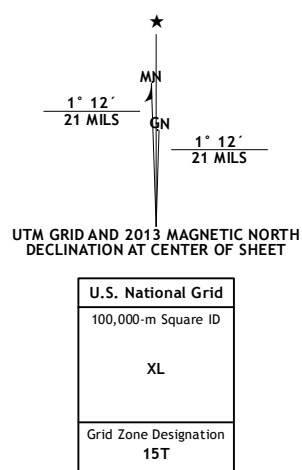 ★
MN
1° 12´
21 MILS
GN
1° 12´
21 MILS
UTM GRID AND 2013 MAGNETIC NORTH
DECLINATION AT CENTER OF SHEET
U.S. National Grid
100,000-m Square ID
XL
Grid Zone Designation
15T